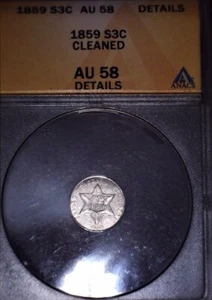 1859 S3C AU 58 DETAILS
1859 S3C
CLEANED
AU 58
DETAILS
ANACS